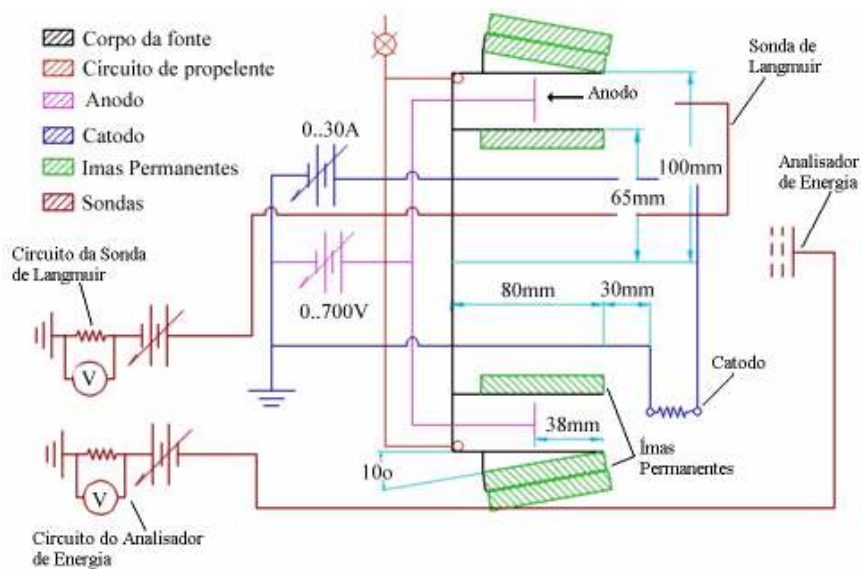 Corpo da fonte
Circuito de propelente
Anodo
Catodo
Imas Permanentes
Sondas
Sonda de
Langmuir
Anodo
0..30A
100mm
65mm
Analisador
de Energia
Circuito da Sonda
de Langmuir
0..700V
80mm
30mm
V
Catodo
38mm
Ímas
Permanentes
10o
V
Circuito do Analisador
de Energia